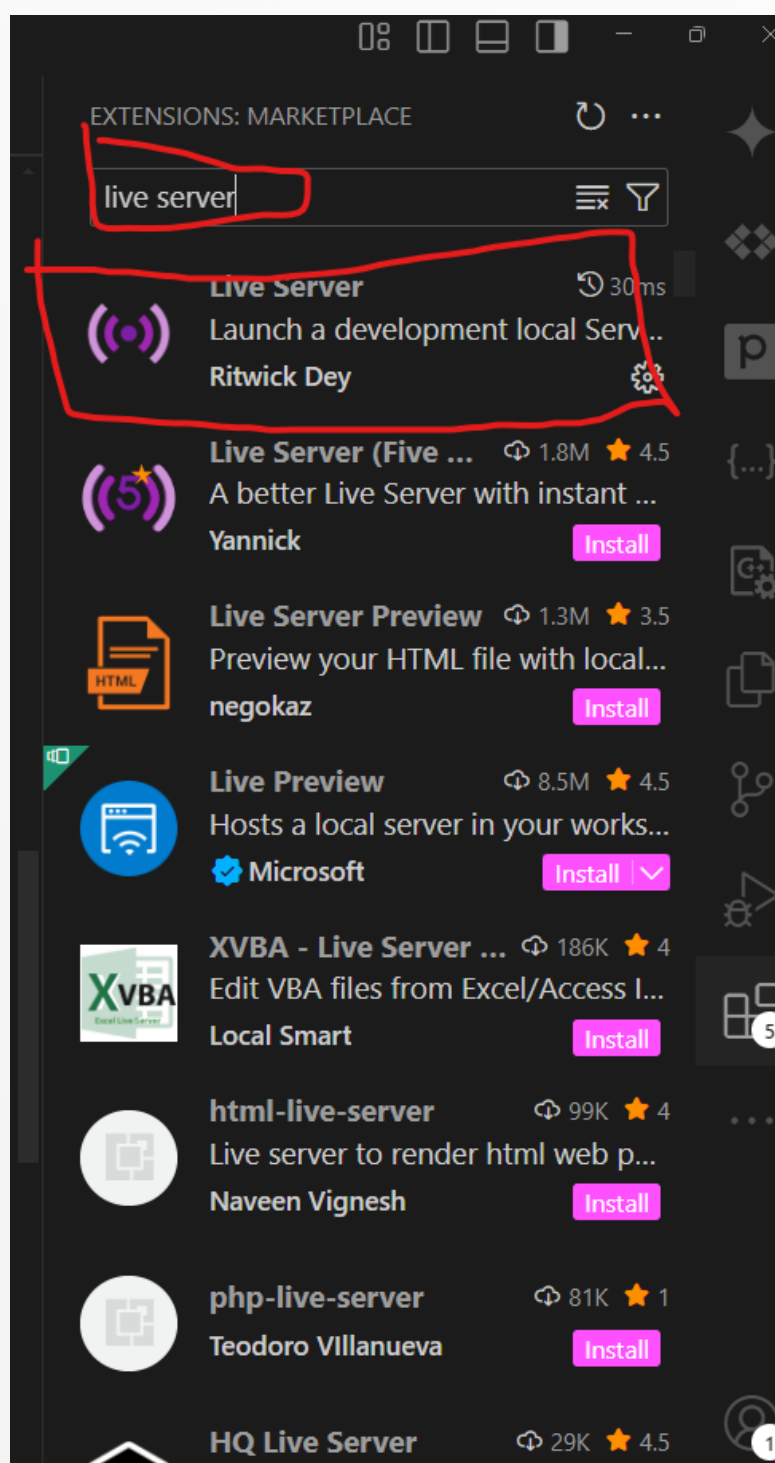 EXTENSIONS: MARKETPLACE
live server
Live Server 30ms
Launch a development local Serv...
Ritwick Dey
Live Server (Five ... 1.8M 4.5
A better Live Server with instant ...
Yannick Install
Live Server Preview 1.3M 3.5
Preview your HTML file with local...
negokaz Install
Live Preview 8.5M 4.5
Hosts a local server in your works...
Microsoft Install
XVBA - Live Server ... 186K 4
Edit VBA files from Excel/Access I...
Local Smart Install
html-live-server 99K 4
Live server to render html web p...
Naveen Vignesh Install
php-live-server 81K 1
Teodoro VIllanueva Install
HQ Live Server 29K 4.5
5
HTML
XVBA
Excel Live Server
p
{...}
C++
5
1